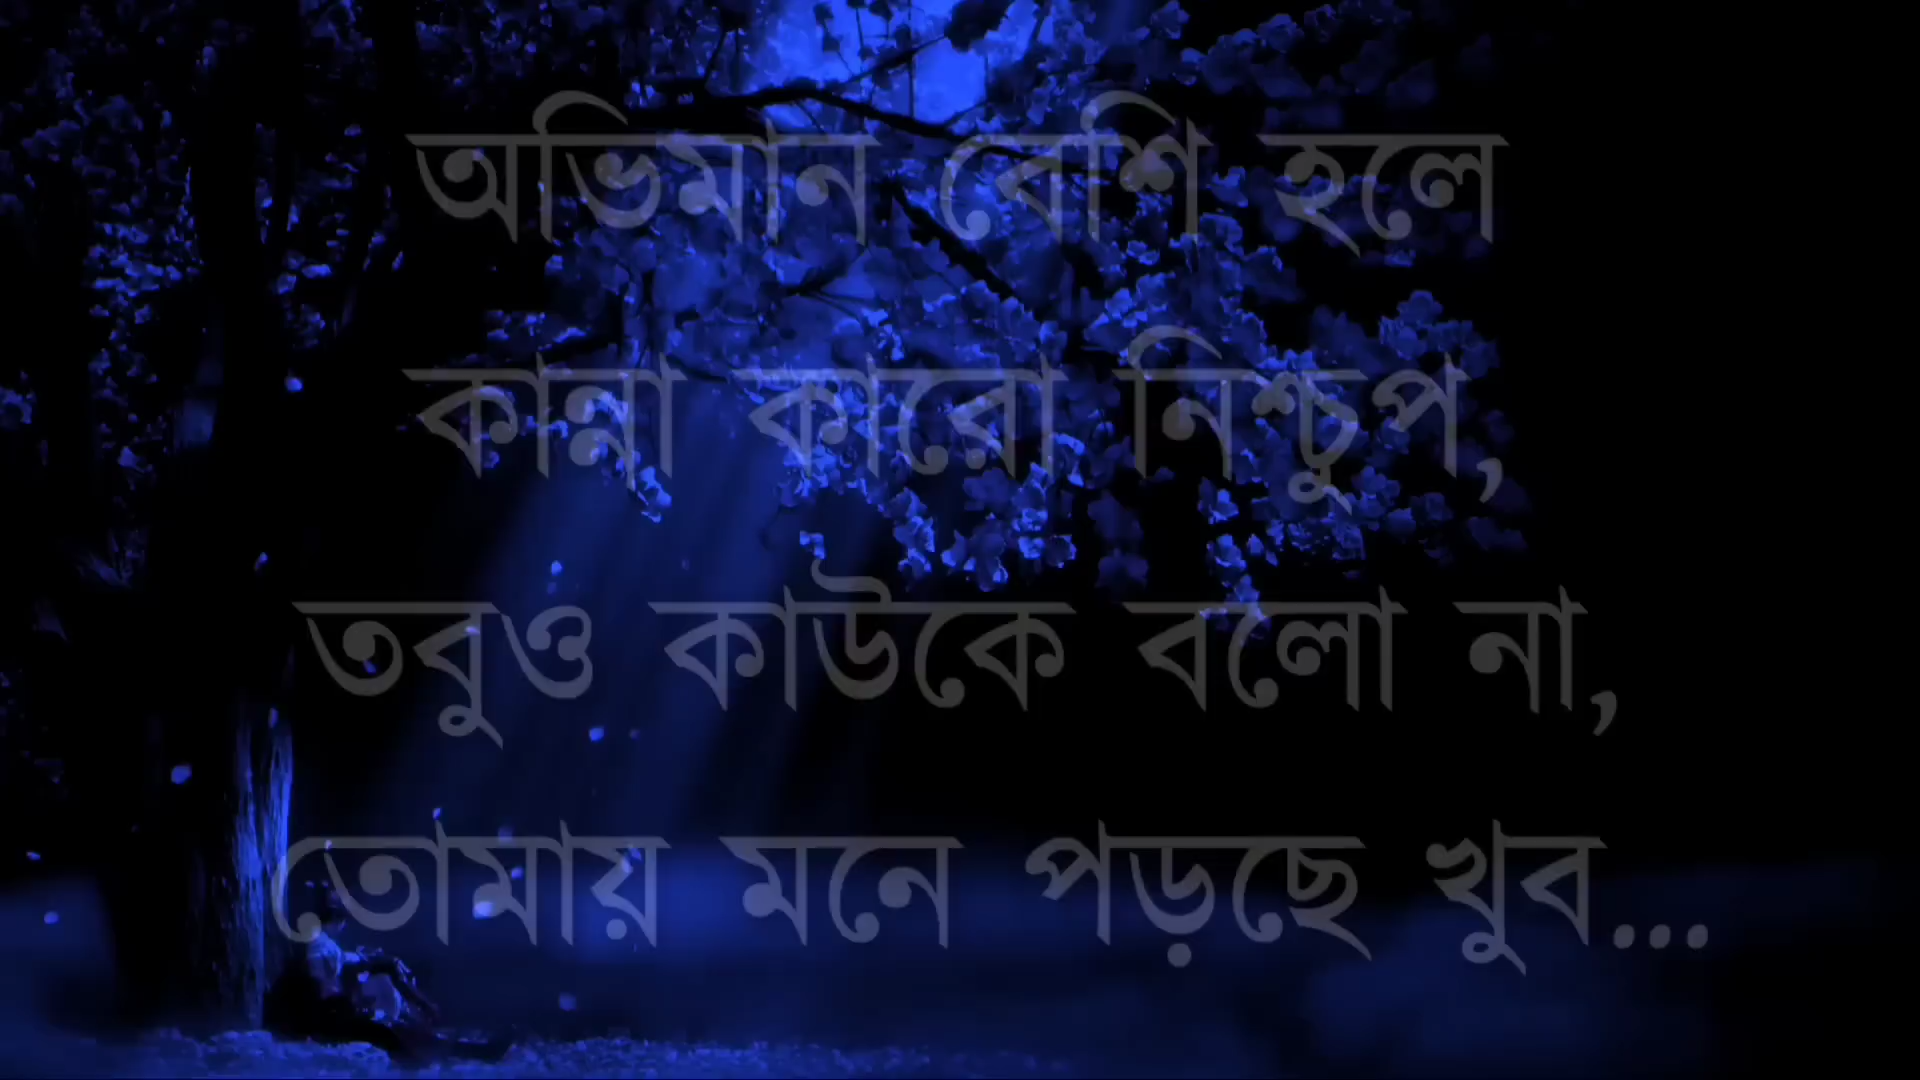 অভিমান বেশি হলে
কান্না কারো নিশ্চুপ,
তবুও কাউকে বলো না,
তোমায় মনে পড়ছে খুব...